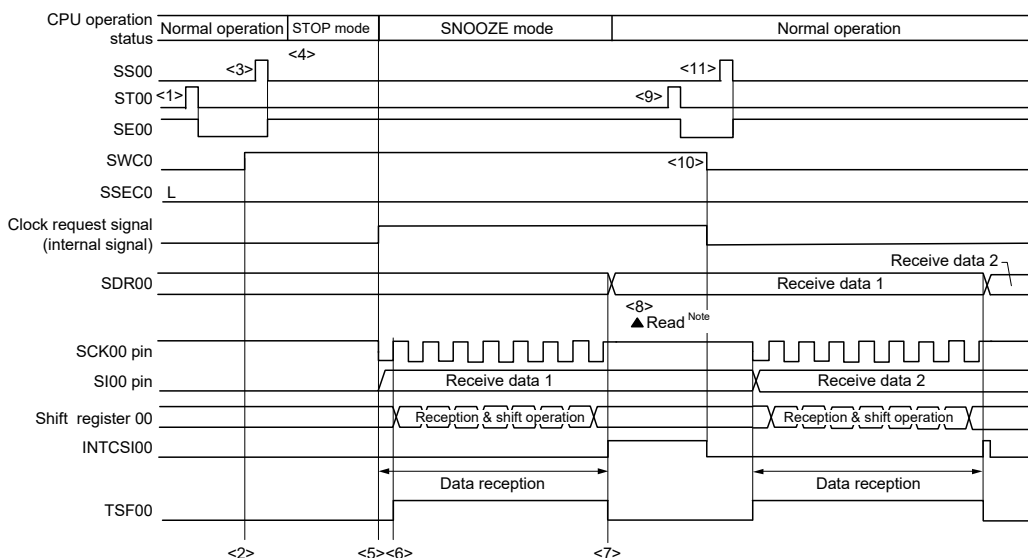 CPU operation status
Normal operation STOP mode SNOOZE mode Normal operation
<4>
SS00 <3> <11>
ST00 <1> <9>
SE00
SWC0 <10>
SSEC0 L
Clock request signal
(internal signal)
Receive data 2
SDR00 Receive data 1
<8>
▲ Read Note
SCK00 pin
SI00 pin Receive data 1 Receive data 2
Shift register 00 Reception & shift operation Reception & shift operation
INTCSI00
Data reception Data reception
TSF00
<2> <5> <6> <7>